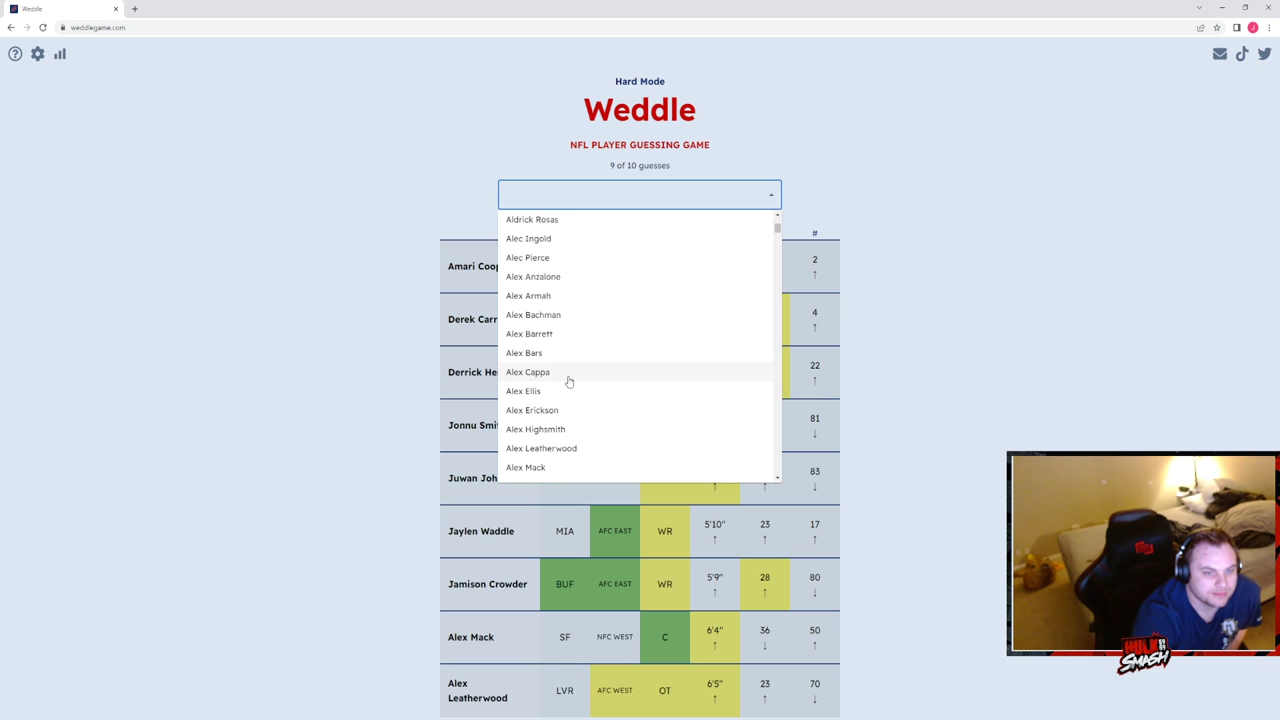 Weddle
weddlegame.com
J
Hard Mode
Weddle
NFL PLAYER GUESSING GAME
9 of 10 guesses
Aldrick Rosas
Alec Ingold
Alec Pierce
Alex Anzalone
Alex Armah
Alex Bachman
Alex Barrett
Alex Bars
Alex Cappa
Alex Ellis
Alex Erickson
Alex Highsmith
Alex Leatherwood
Alex Mack
#
Amari Coop 2 ↑
Derek Carr 4 ↑
Derrick He 22 ↑
Jonnu Smi 81 ↓
Juwan Joh ↑ ↑ 83 ↓
Jaylen Waddle MIA AFC EAST WR 5'10" ↑ 23 ↑ 17 ↑
Jamison Crowder BUF AFC EAST WR 5'9" ↑ 28 ↑ 80 ↓
Alex Mack SF NFC WEST C 6'4" ↑ 36 ↓ 50 ↑
Alex Leatherwood LVR AFC WEST OT 6'5" ↑ 23 ↑ 70 ↓
HULK
SMASH